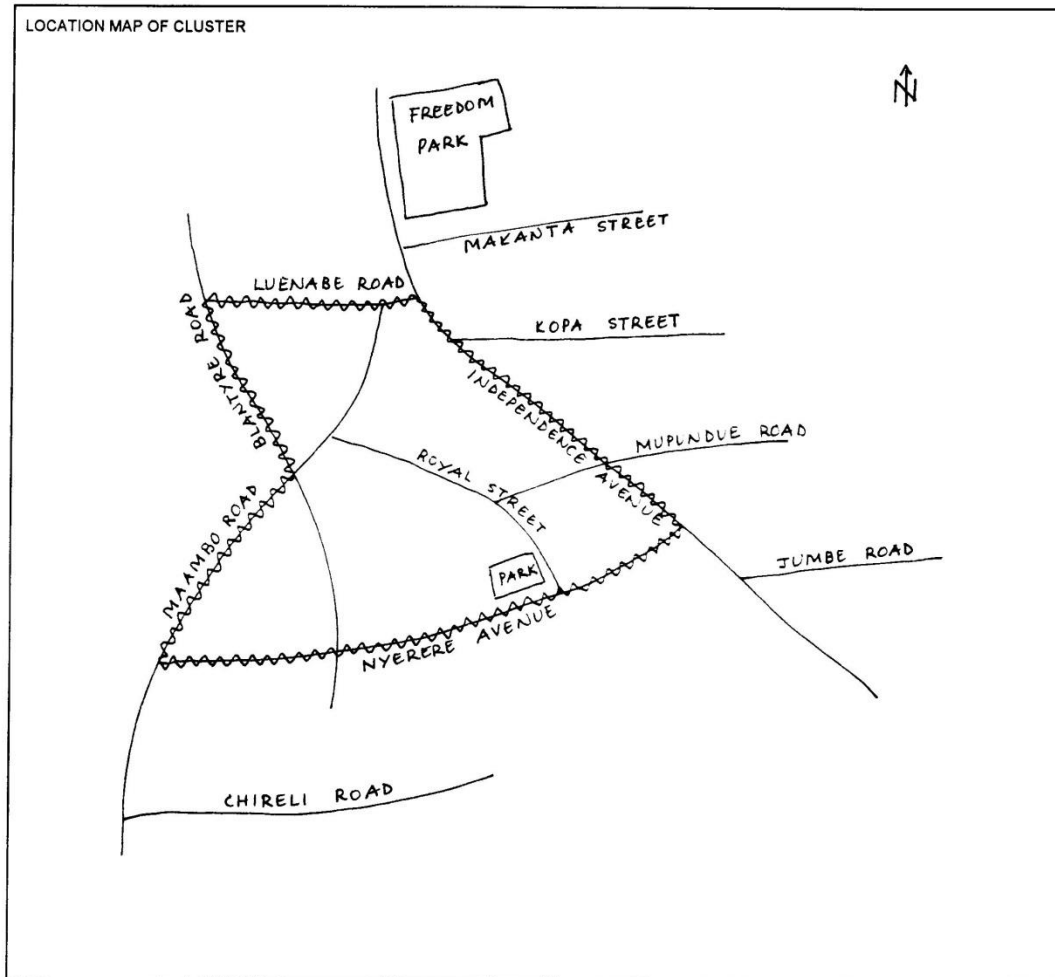 LOCATION MAP OF CLUSTER
N
FREEDOM
PARK
MAKANTA STREET
LUENABE ROAD
KOPA STREET
BLANTYRE ROAD
INDEPENDENCE AVENUE
MUPUNDUE ROAD
ROYAL STREET
MAAMBO ROAD
JUMBE ROAD
PARK
NYERERE AVENUE
CHIRELI ROAD